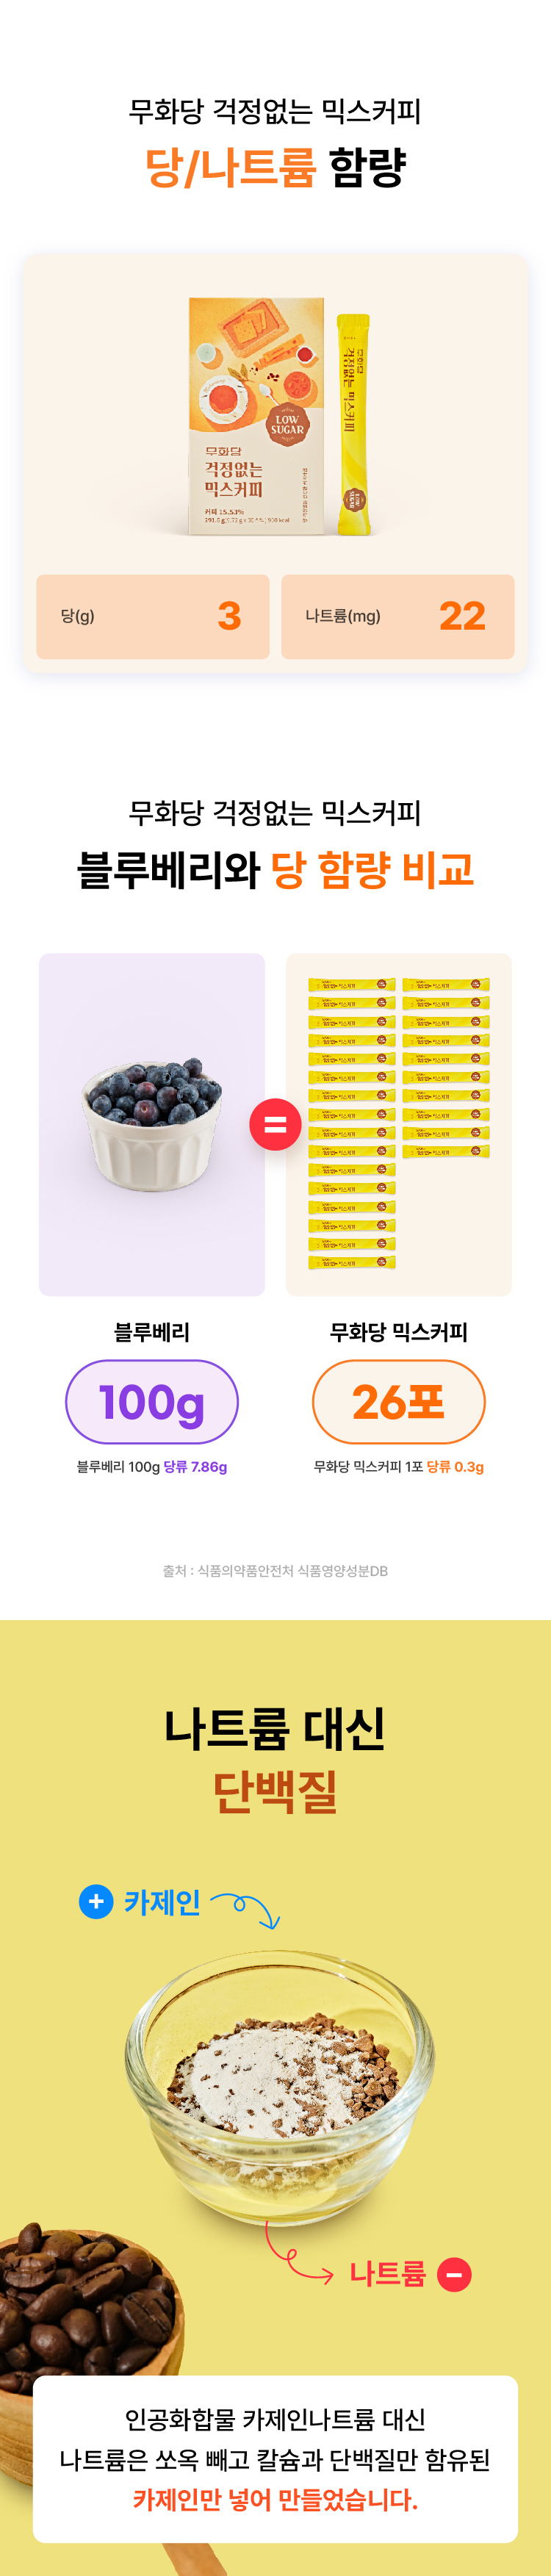 무화당 걱정없는 믹스커피
당/나트륨 함량
LOW
SUGAR
무화당
걱정없는
믹스커피
커피 15.53%
무화당
걱정없는 믹스커피
LOW
SUGAR
당(g)
3
나트륨(mg)
22
무화당 걱정없는 믹스커피
블루베리와 당 함량 비교
=
블루베리
무화당 믹스커피
100g
26포
블루베리 100g 당류 7.86g
무화당 믹스커피 1포 당류 0.3g
출처 : 식품의약품안전처 식품영양성분DB
나트륨 대신
단백질
+ 카제인
나트륨 −
인공화합물 카제인나트륨 대신
나트륨은 쏘옥 빼고 칼슘과 단백질만 함유된
카제인만 넣어 만들었습니다.